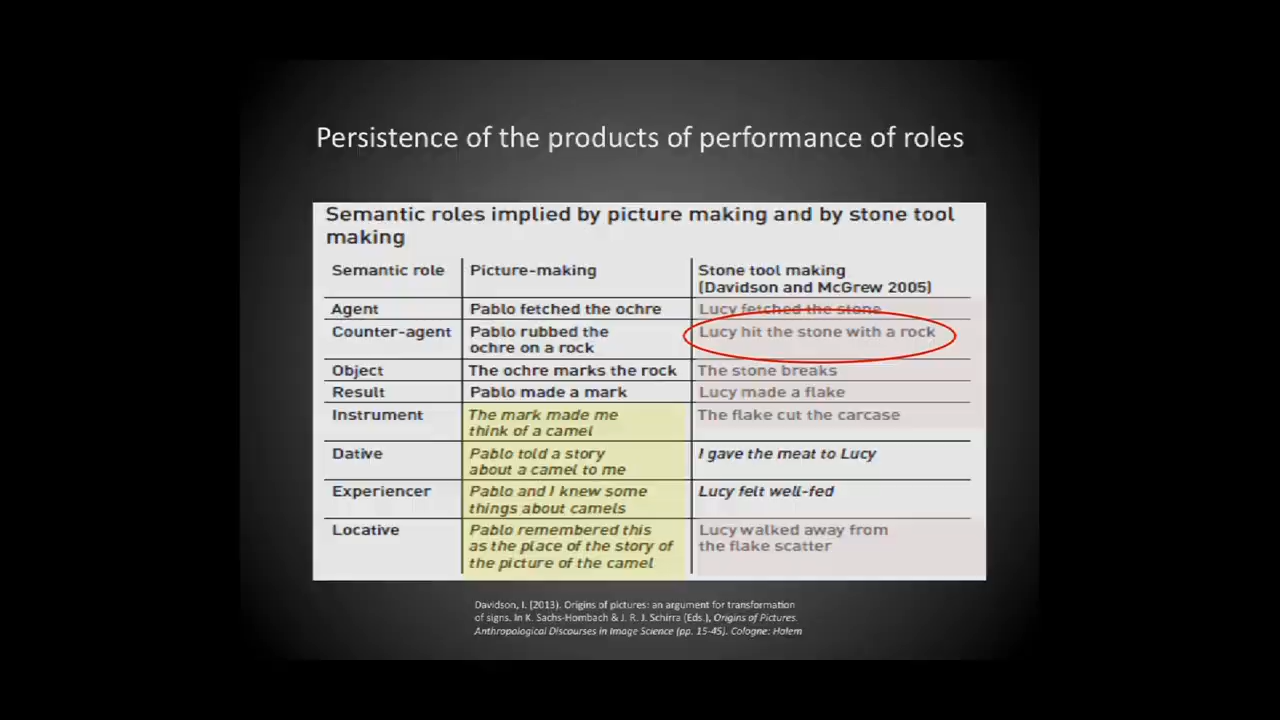 Persistence of the products of performance of roles
Semantic roles implied by picture making and by stone tool
making
Semantic role
Picture-making
Stone tool making
(Davidson and McGrew 2005)
Agent
Pablo fetched the ochre
Lucy fetched the stone
Counter-agent
Pablo rubbed the
ochre on a rock
Lucy hit the stone with a rock
Object
The ochre marks the rock
The stone breaks
Result
Pablo made a mark
Lucy made a flake
Instrument
The mark made me
think of a camel
The flake cut the carcase
Dative
Pablo told a story
about a camel to me
I gave the meat to Lucy
Experiencer
Pablo and I knew some
things about camels
Lucy felt well-fed
Locative
Pablo remembered this
as the place of the story of
the picture of the camel
Lucy walked away from
the flake scatter
Davidson, I. (2013). Origins of pictures: an argument for transformation
of signs. In K. Sachs-Hombach & J. R. J. Schirra (Eds.), Origins of Pictures.
Anthropological Discourses in Image Science (pp. 15-45). Cologne: Halem